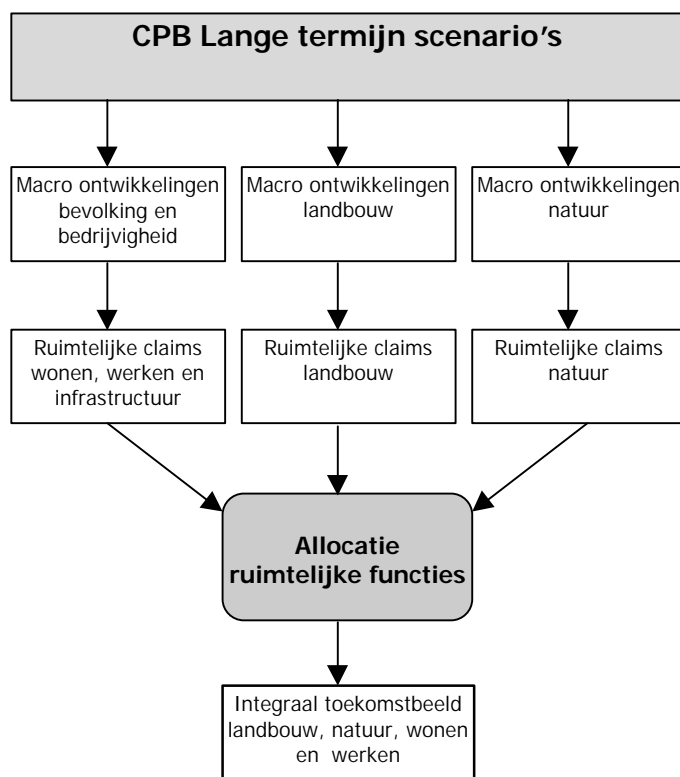 CPB Lange termijn scenario's
Macro ontwikkelingen
bevolking en
bedrijvigheid
Macro ontwikkelingen
landbouw
Macro ontwikkelingen
natuur
Ruimtelijke claims
wonen, werken en
infrastructuur
Ruimtelijke claims
landbouw
Ruimtelijke claims
natuur
Allocatie
ruimtelijke functies
Integraal toekomstbeeld
landbouw, natuur, wonen
en werken